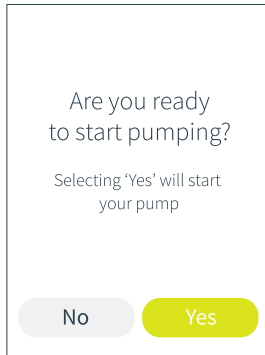 Are you ready
to start pumping?
Selecting ‘Yes’ will start
your pump
No
Yes